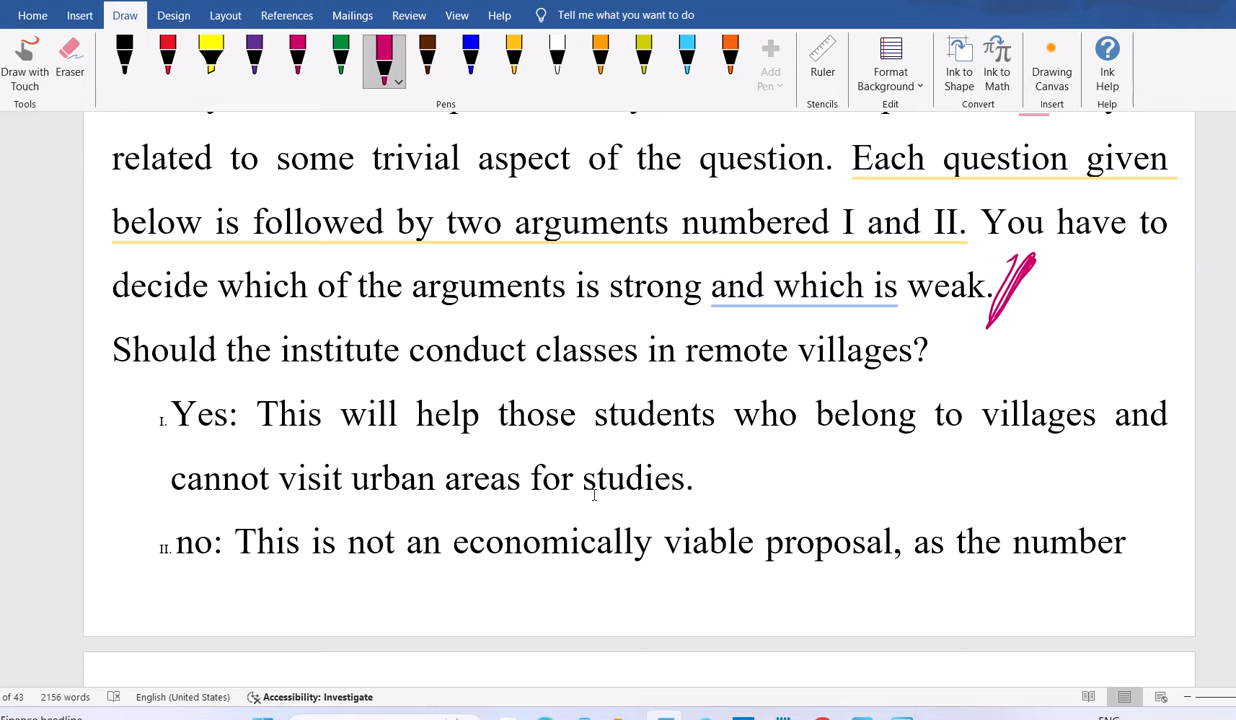 Home Insert Draw Design Layout References Mailings Review View Help Tell me what you want to do
Draw with Touch
Eraser
Add Pen
Ruler
Format Background
Ink to Shape
Ink to Math
Drawing Canvas
Ink Help
Tools Pens Stencils Edit Convert Insert Help
related to some trivial aspect of the question. Each question given
below is followed by two arguments numbered I and II. You have to
decide which of the arguments is strong and which is weak.
Should the institute conduct classes in remote villages?
I. Yes: This will help those students who belong to villages and
cannot visit urban areas for studies.
II. no: This is not an economically viable proposal, as the number
of 43 2156 words English (United States) Accessibility: Investigate
Finance headline
ENG